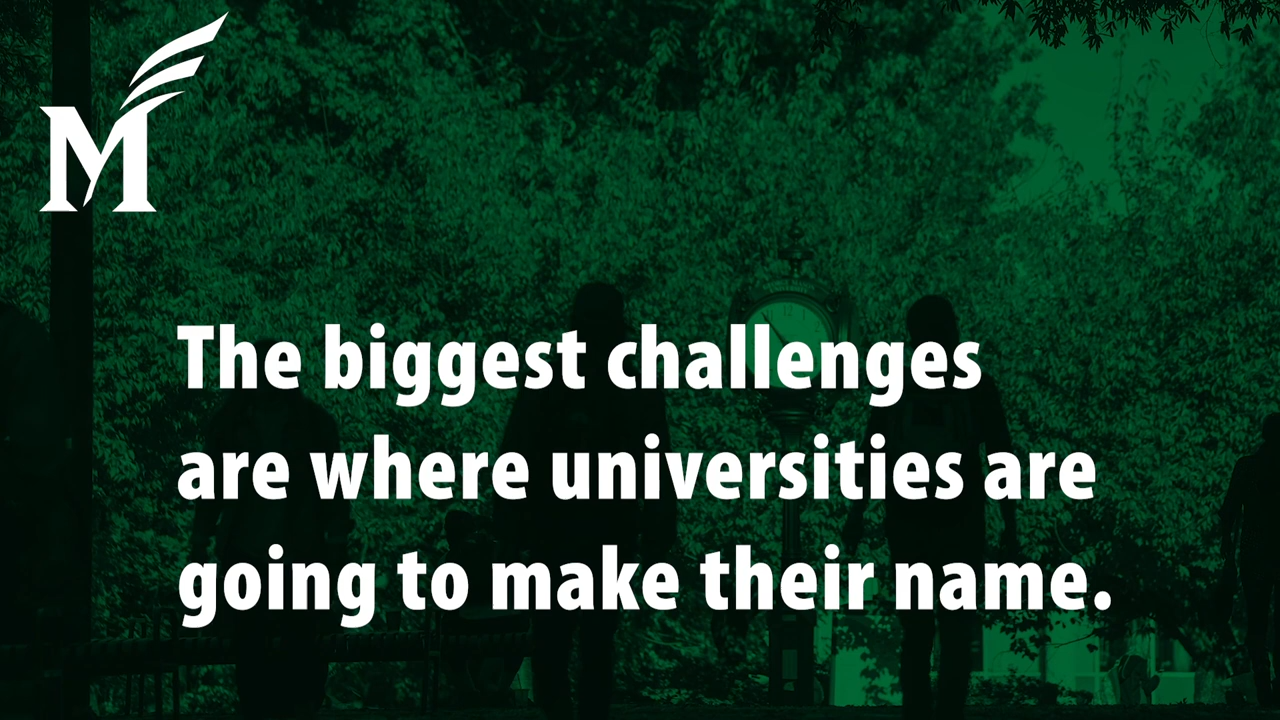 M
The biggest challenges
are where universities are
going to make their name.